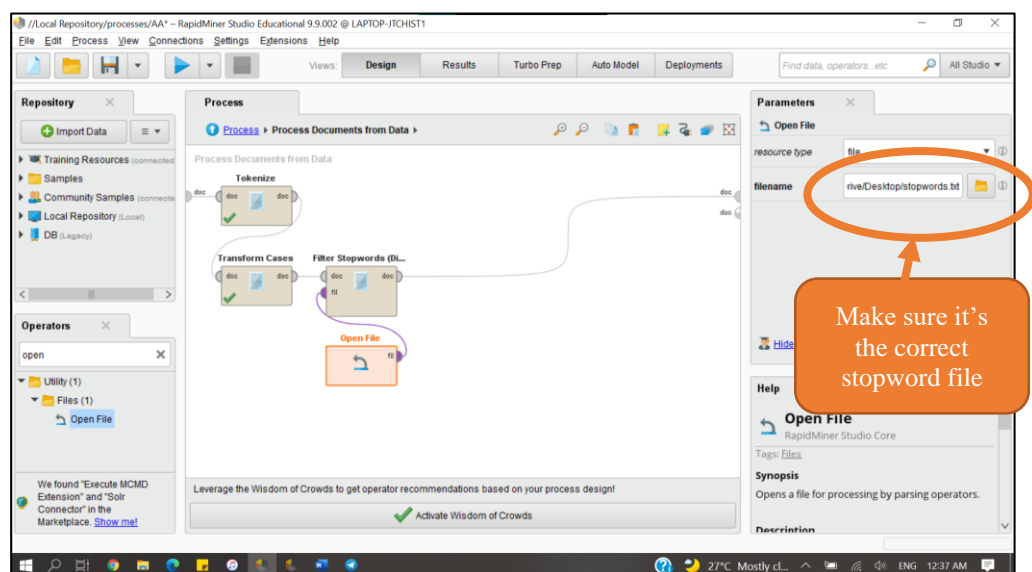 //Local Repository/processes/AA* – RapidMiner Studio Educational 9.9.002 @ LAPTOP-JTCHIST1
File Edit Process View Connections Settings Extensions Help
Views: Design Results Turbo Prep Auto Model Deployments
Find data, operators...etc
All Studio
Repository
Import Data
Training Resources (connected
Samples
Community Samples (connecte
Local Repository (Local)
DB (Legacy)
Operators
open
Utility (1)
Files (1)
Open File
We found "Execute MCMD
Extension" and "Solr
Connector" in the
Marketplace. Show me!
Process
Process Process Documents from Data
Process Documents from Data
Tokenize
doc doc doc
doc
doc
Transform Cases Filter Stopwords (Di...
doc doc doc doc
fil
Open File
fil
Leverage the Wisdom of Crowds to get operator recommendations based on your process design!
Activate Wisdom of Crowds
Parameters
Open File
resource type file
filename rive/Desktop/stopwords.txt
Make sure it's
the correct
stopword file
Help
Open File
RapidMiner Studio Core
Tags: Files
Synopsis
Opens a file for processing by parsing operators.
Description
27°C Mostly cl... ENG 12:37 AM